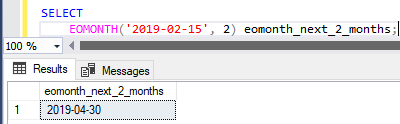 SELECT
EOMONTH('2019-02-15', 2) eomonth_next_2_months;
100 %
Results Messages
eomonth_next_2_months
1 2019-04-30